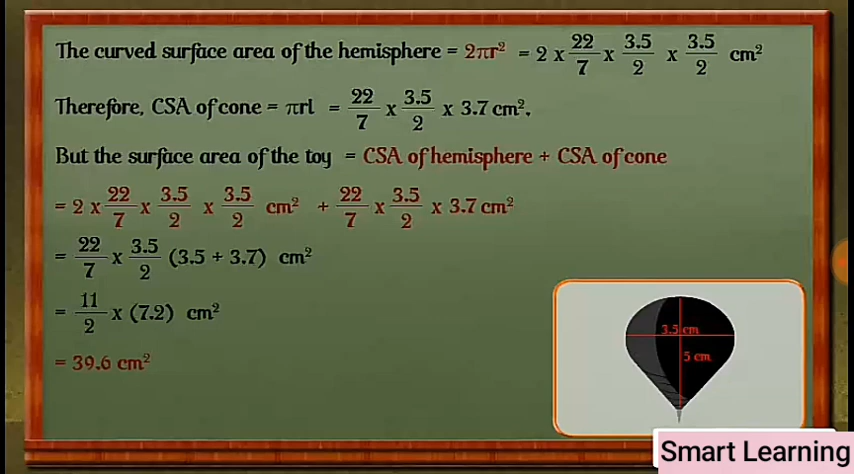 The curved surface area of the hemisphere = 2πr² = 2 x 22/7 x 3.5/2 x 3.5/2 cm²
Therefore, CSA of cone = πrl = 22/7 x 3.5/2 x 3.7 cm².
But the surface area of the toy = CSA of hemisphere + CSA of cone
= 2 x 22/7 x 3.5/2 x 3.5/2 cm² + 22/7 x 3.5/2 x 3.7 cm²
= 22/7 x 3.5/2 (3.5 + 3.7) cm²
= 11/2 x (7.2) cm²
= 39.6 cm²
3.5 cm
5 cm
Smart Learning